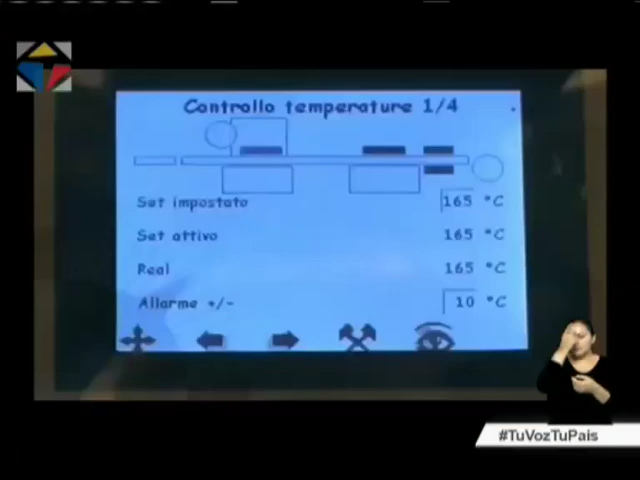 Controllo temperature 1/4
Set impostato 165 °C
Set attivo 165 °C
Real 165 °C
Allarme +/- 10 °C
#TuVozTuPais